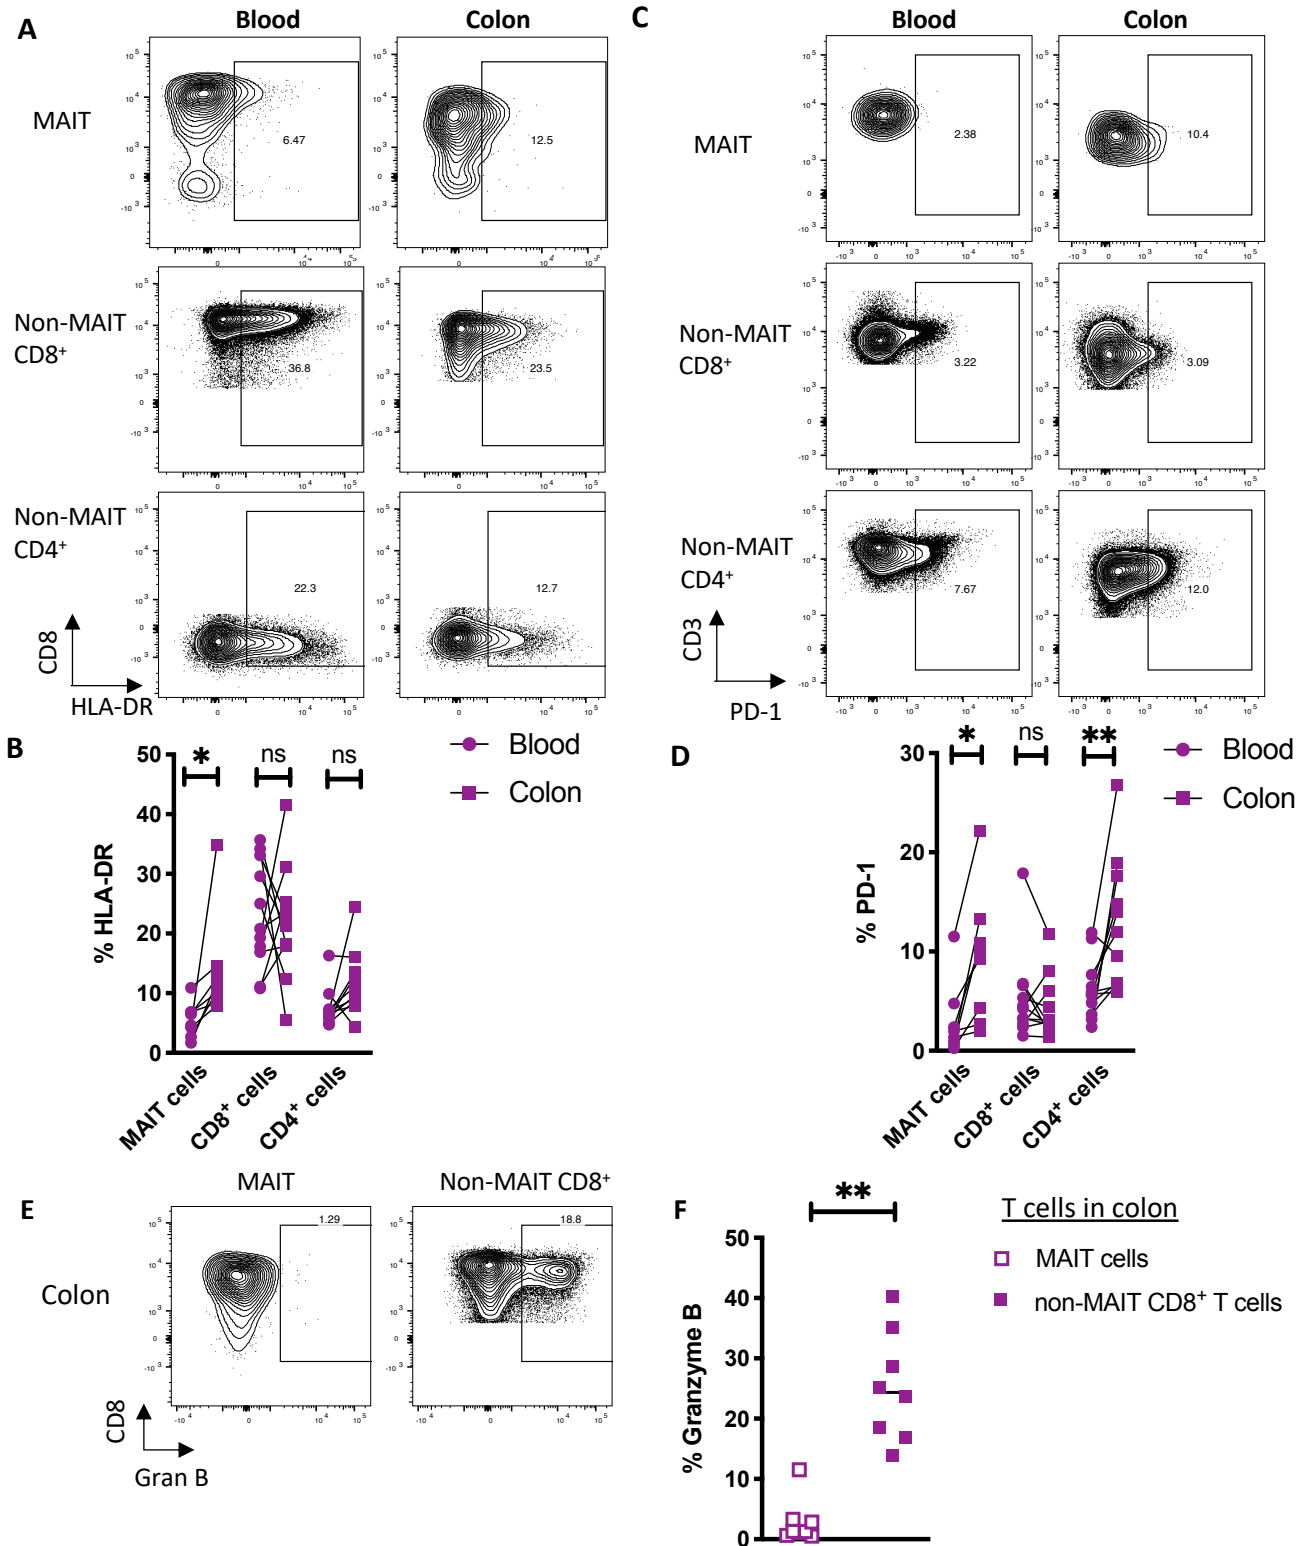 A
Blood
Colon
MAIT
6.47
12.5
Non-MAIT
CD8⁺
36.8
23.5
Non-MAIT
CD4⁺
22.3
12.7
CD8
HLA-DR
C
Blood
Colon
MAIT
2.38
10.4
Non-MAIT
CD8⁺
3.22
3.09
Non-MAIT
CD4⁺
7.67
12.0
CD3
PD-1
B
Blood
Colon
% HLA-DR
50
40
30
20
10
0
*
ns
ns
MAIT cells
CD8⁺ cells
CD4⁺ cells
D
Blood
Colon
% PD-1
30
20
10
0
*
ns
**
MAIT cells
CD8⁺ cells
CD4⁺ cells
E
MAIT
Non-MAIT CD8⁺
Colon
1.29
18.8
CD8
Gran B
F
**
T cells in colon
MAIT cells
non-MAIT CD8⁺ T cells
% Granzyme B
50
40
30
20
10
0